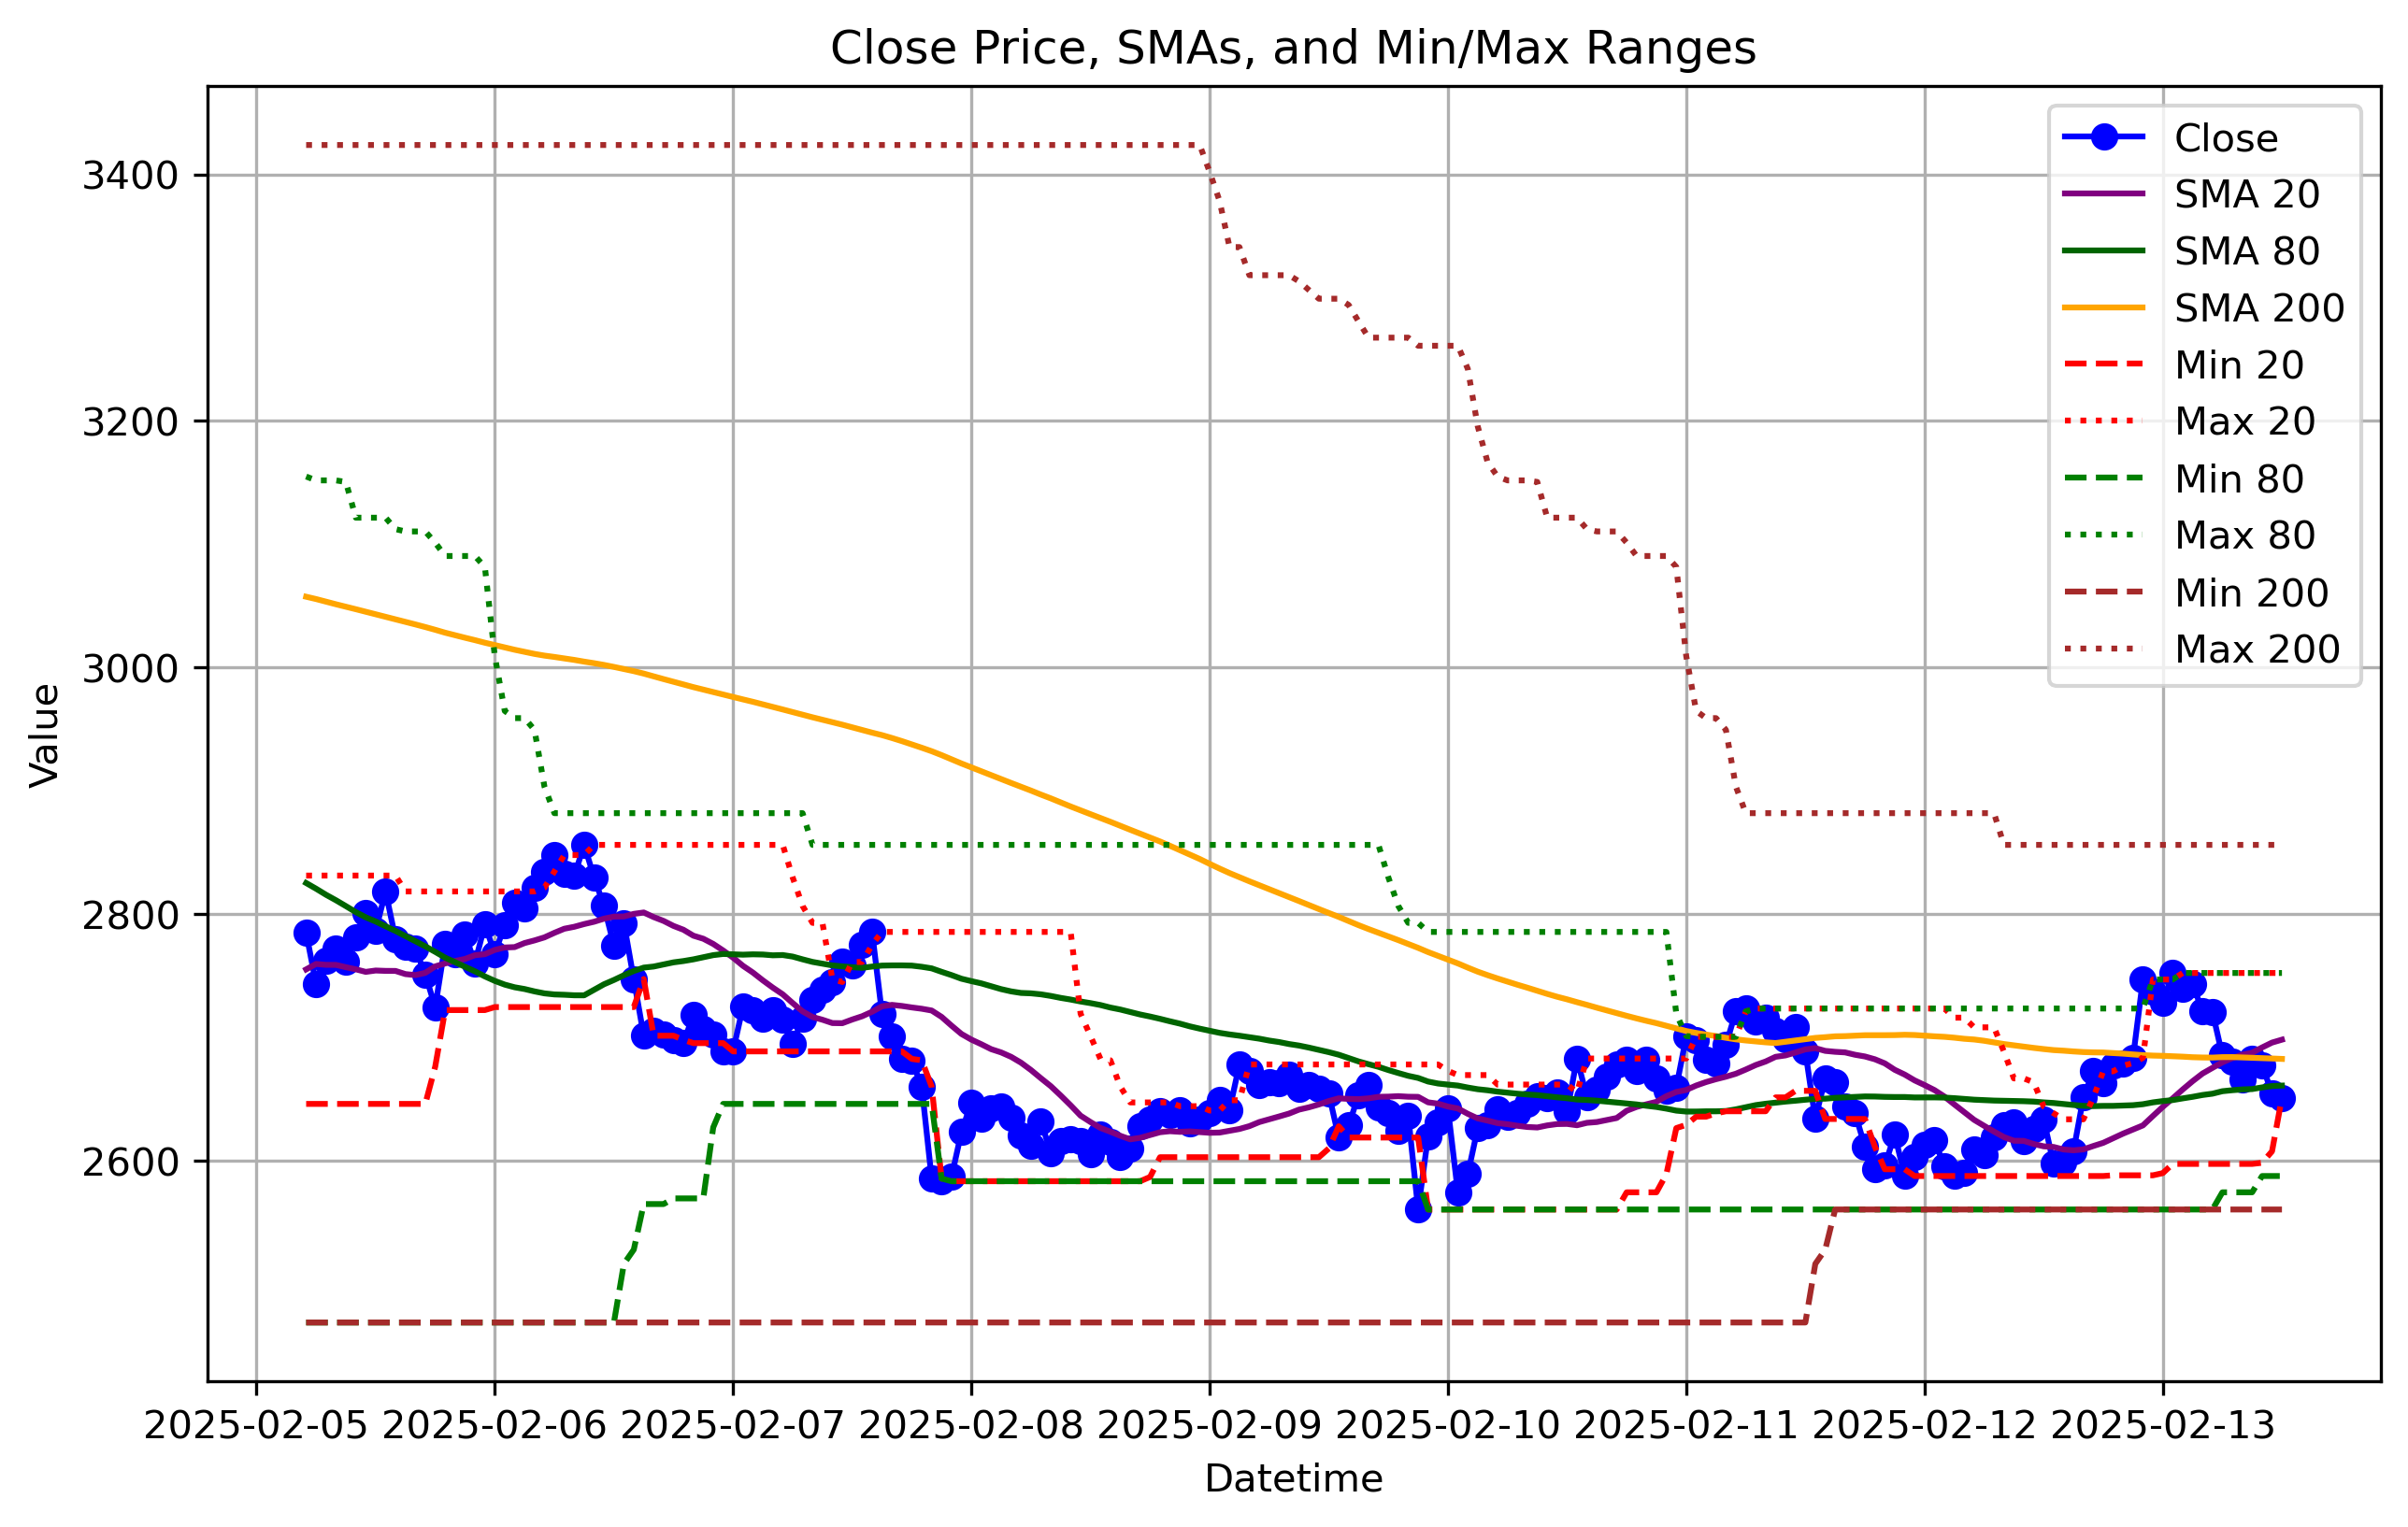 Close Price, SMAs, and Min/Max Ranges
Close
SMA 20
SMA 80
SMA 200
Min 20
Max 20
Min 80
Max 80
Min 200
Max 200
Value
3400
3200
3000
2800
2600
2025-02-05 2025-02-06 2025-02-07 2025-02-08 2025-02-09 2025-02-10 2025-02-11 2025-02-12 2025-02-13
Datetime